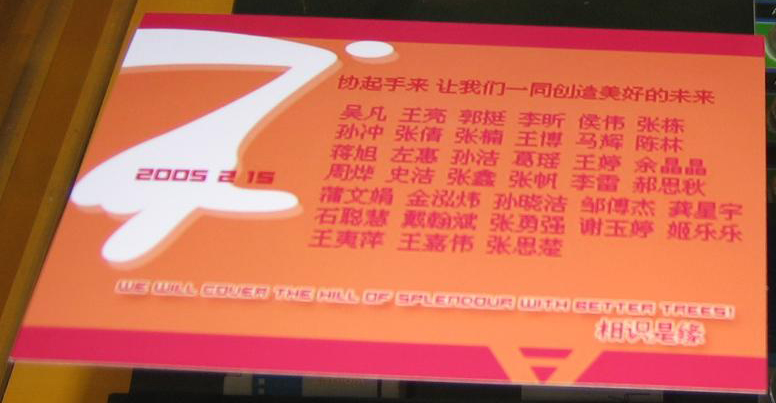 协起手来 让我们一同创造美好的未来
吴凡 王亮 郭挺 李昕 侯伟 张栋
孙冲 张倩 张楠 王博 马辉 陈林
蒋旭 左惠 孙洁 葛瑶 王婷 余晶晶
周烨 史洁 张鑫 张帆 李雷 郝思秋
2005 2 15
蒲文娟 金泓炜 孙晓洁 邹傅杰 龚星宇
石聪慧 戴翰斌 张勇强 谢玉婷 姬乐乐
王夷萍 王嘉伟 张思楚
WE WILL COVER THE HILL OF SPLENDOUR WITH BETTER TREES!
相识是缘